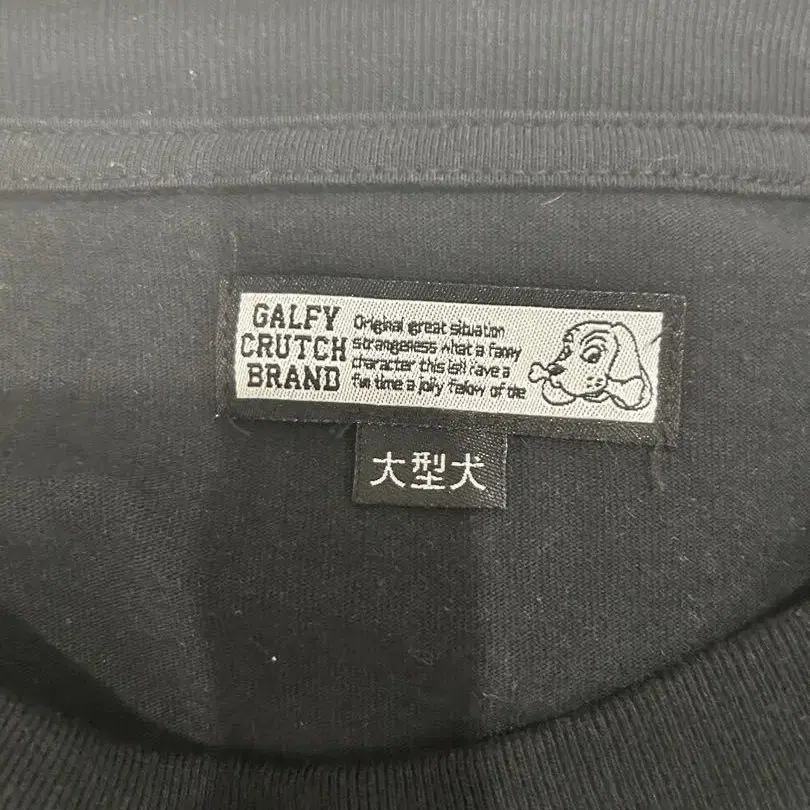 GALFY
CRUTCH
BRAND
Original great situation
strangeness what a fanny
character this isll have a
fun time a jolly fellow of the
大型犬